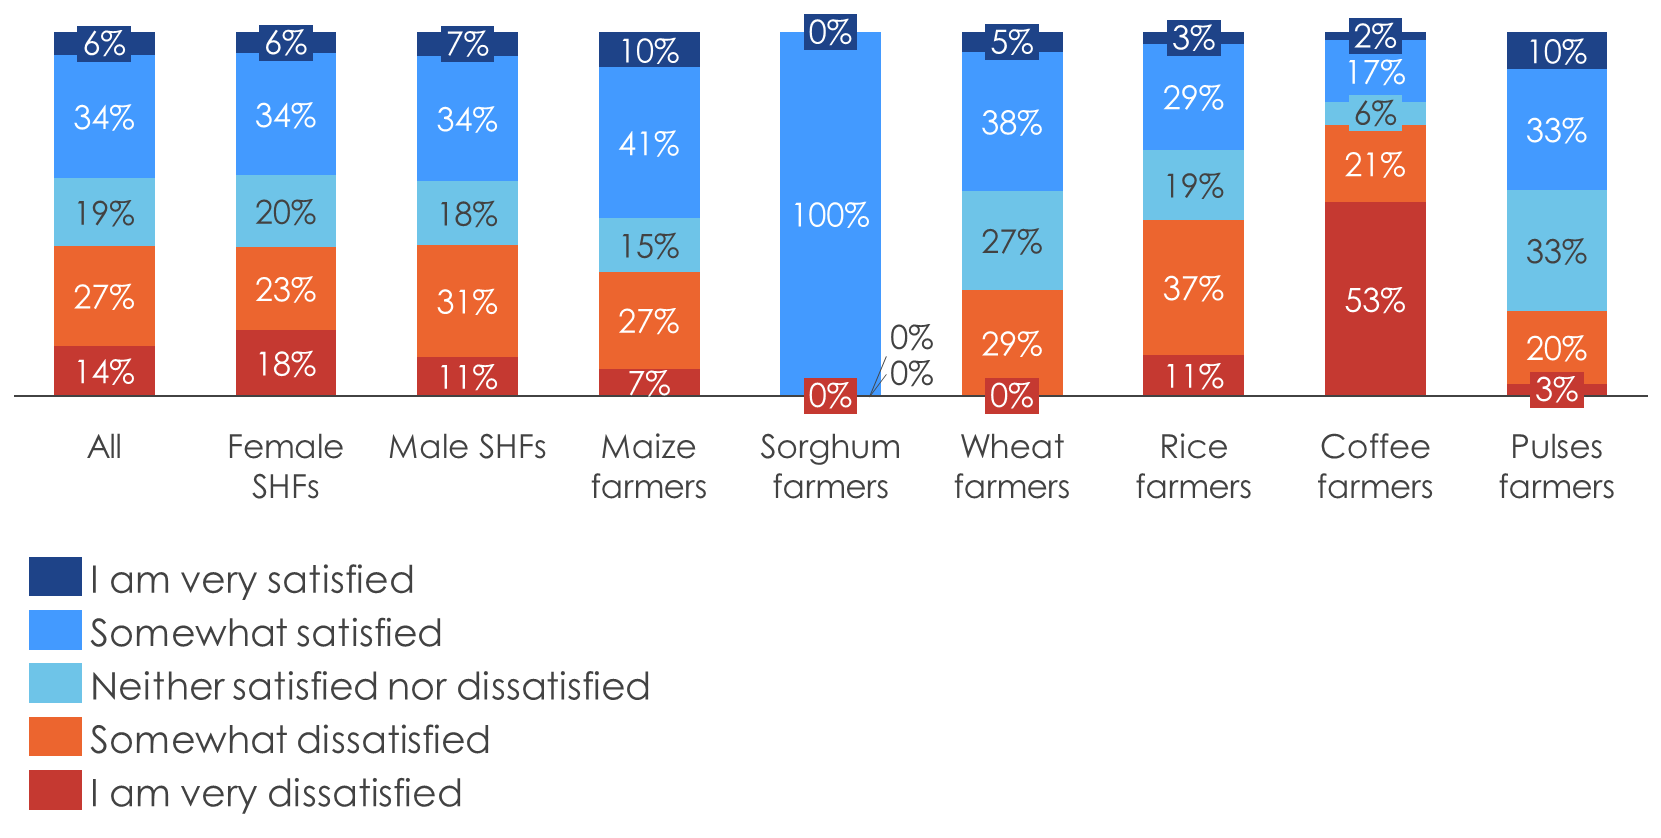 6%
6%
7%
10%
0%
5%
3%
2%
10%
34%
34%
34%
41%
100%
38%
29%
17%
33%
19%
20%
18%
15%
0%
27%
19%
6%
33%
27%
23%
31%
27%
0%
29%
37%
21%
20%
14%
18%
11%
7%
0%
0%
11%
53%
3%
All
Female
SHFs
Male SHFs
Maize
farmers
Sorghum
farmers
Wheat
farmers
Rice
farmers
Coffee
farmers
Pulses
farmers
I am very satisfied
Somewhat satisfied
Neither satisfied nor dissatisfied
Somewhat dissatisfied
I am very dissatisfied